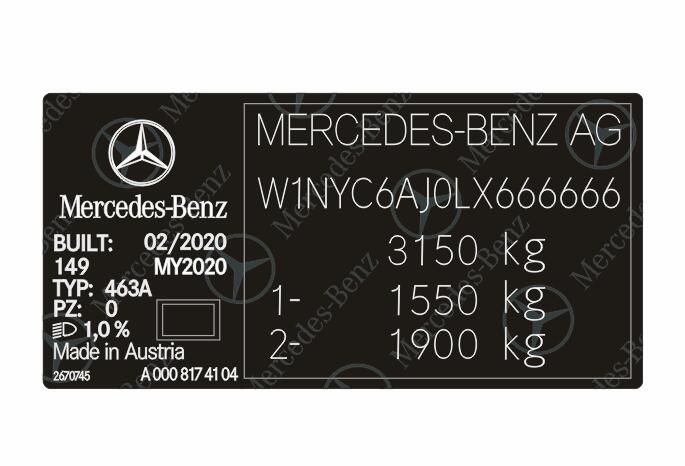 Mercedes-Benz
BUILT: 02/2020
149 MY2020
TYP: 463A
PZ: 0
1,0 %
Made in Austria
2670745 A 000 817 41 04
MERCEDES-BENZ AG
W1NYC6AJ0LX666666
3150 kg
1- 1550 kg
2- 1900 kg